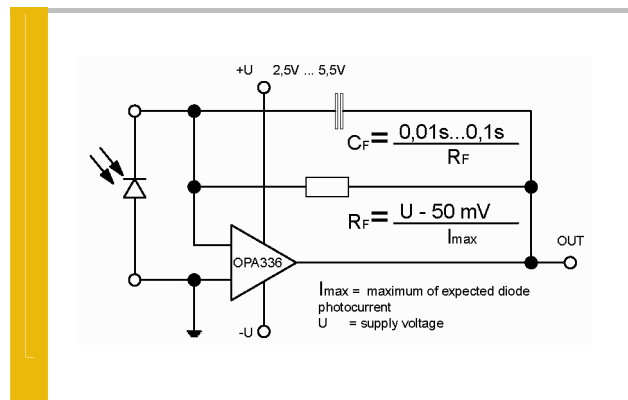 +U 2,5V ... 5,5V
CF = 0,01s...0,1s
RF
RF = U - 50 mV
Imax
OUT
OPA336
Imax = maximum of expected diode
photocurrent
U = supply voltage
-U